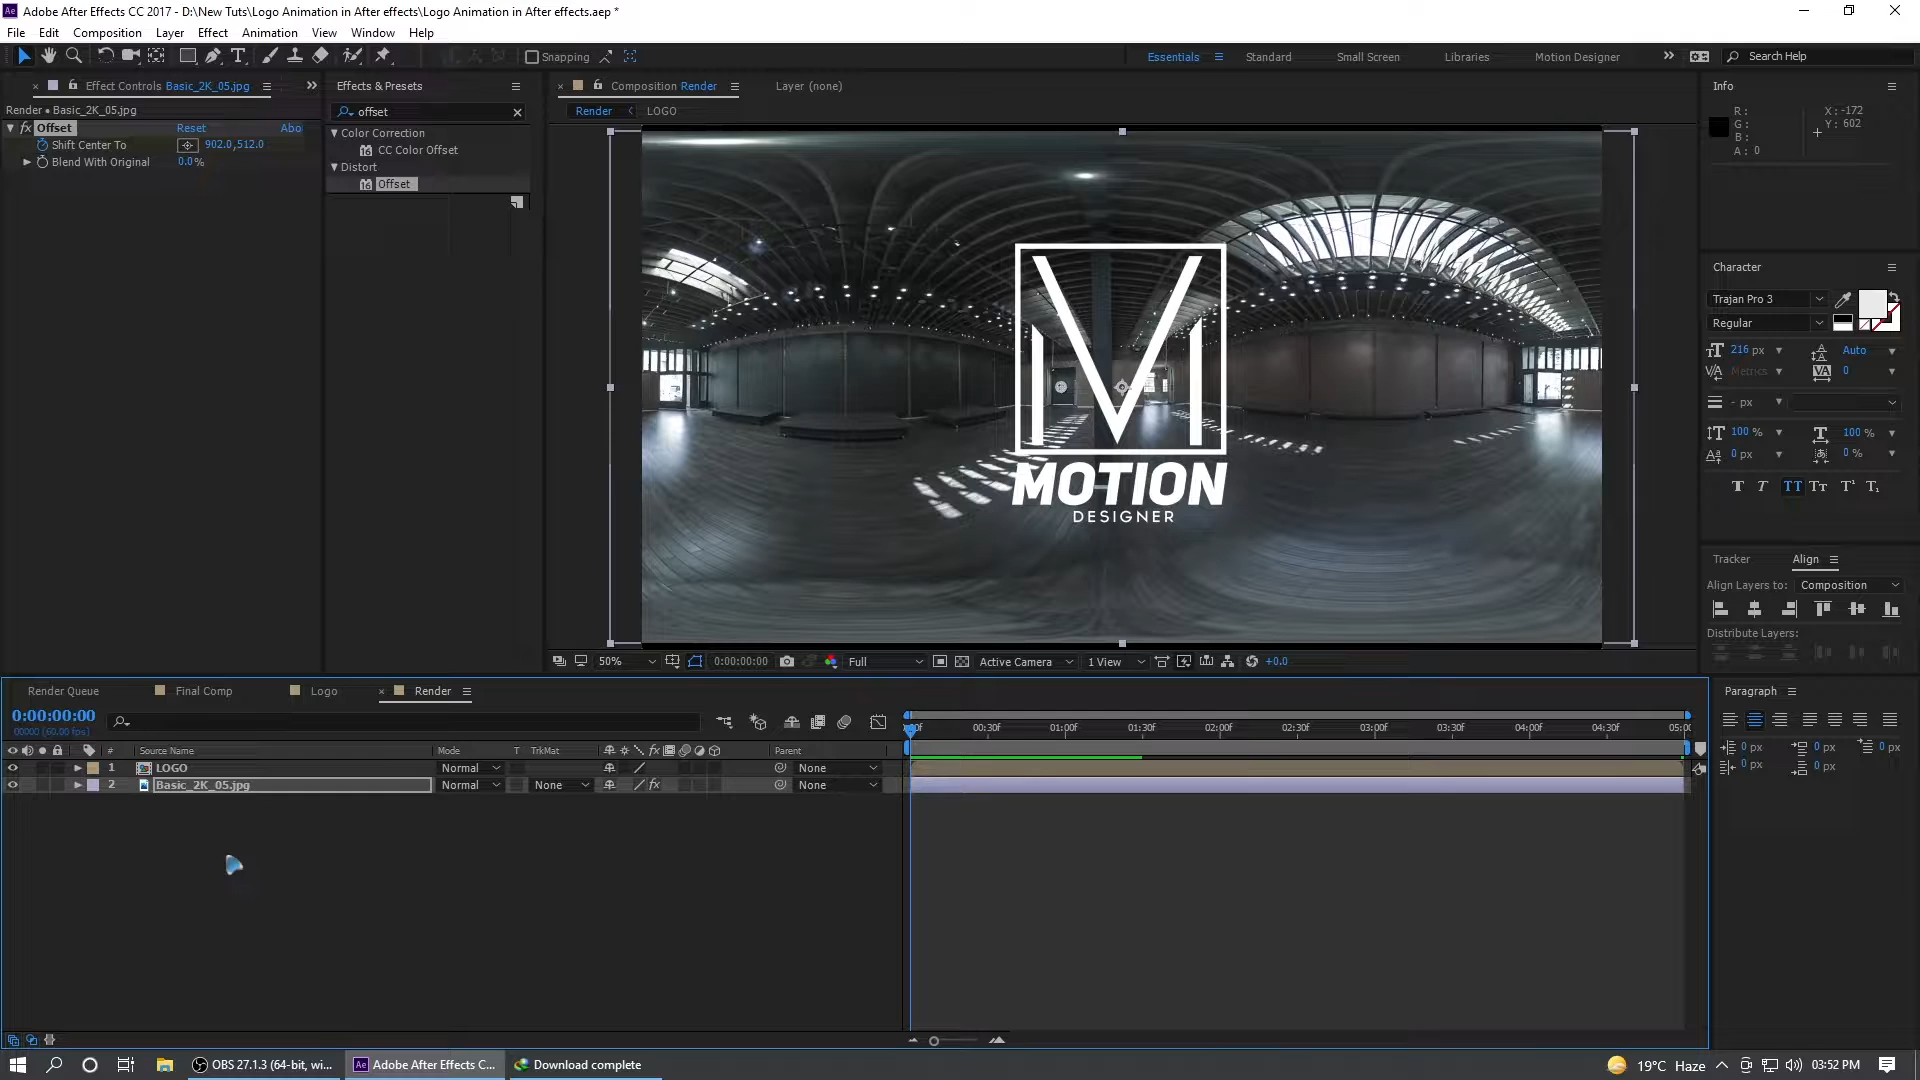 Adobe After Effects CC 2017 - D:\New Tuts\Logo Animation in After effects\Logo Animation in After effects.aep *
File Edit Composition Layer Effect Animation View Window Help
Snapping
Essentials Standard Small Screen Libraries Motion Designer Search Help
Effect Controls Basic_2K_05.jpg
Render • Basic_2K_05.jpg
fx Offset Reset Abo
Shift Center To 902.0,512.0
Blend With Original 0.0%
Effects & Presets
offset
Color Correction
CC Color Offset
Distort
Offset
Composition Render Layer (none)
Render LOGO
M
MOTION
DESIGNER
50% 0:00:00:00 Full Active Camera 1 View +0.0
Info
R :
G :
B :
A : 0
X : -172
Y : 602
Character
Trajan Pro 3
Regular
216 px Auto
Metrics 0
- px
100 % 100 %
0 px 0 %
Tracker Align
Align Layers to: Composition
Distribute Layers:
Render Queue Final Comp Logo Render
0:00:00:00
00000 (60.00 fps)
# Source Name Mode T TrkMat Parent
1 LOGO Normal None
2 Basic_2K_05.jpg Normal None None
00:30f 01:00f 01:30f 02:00f 02:30f 03:00f 03:30f 04:00f 04:30f
Paragraph
0 px 0 px 0 px
0 px 0 px
OBS 27.1.3 (64-bit, wi...
Adobe After Effects C...
Download complete
19°C Haze 03:52 PM